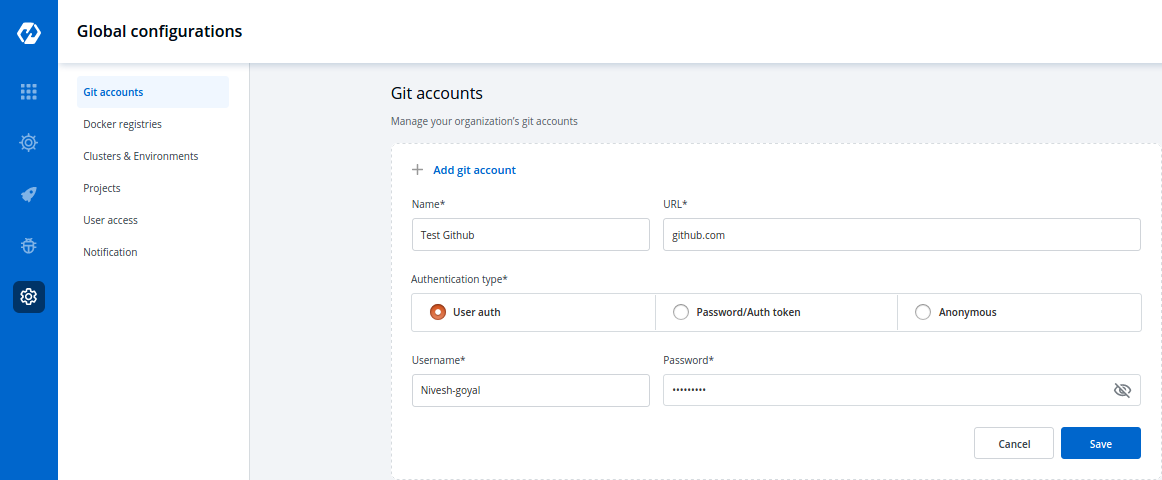 Global configurations
Git accounts
Docker registries
Clusters & Environments
Projects
User access
Notification
Git accounts
Manage your organization's git accounts
Add git account
Name* URL*
Test Github github.com
Authentication type*
User auth Password/Auth token Anonymous
Username* Password*
Nivesh-goyal •••••••••
Cancel Save